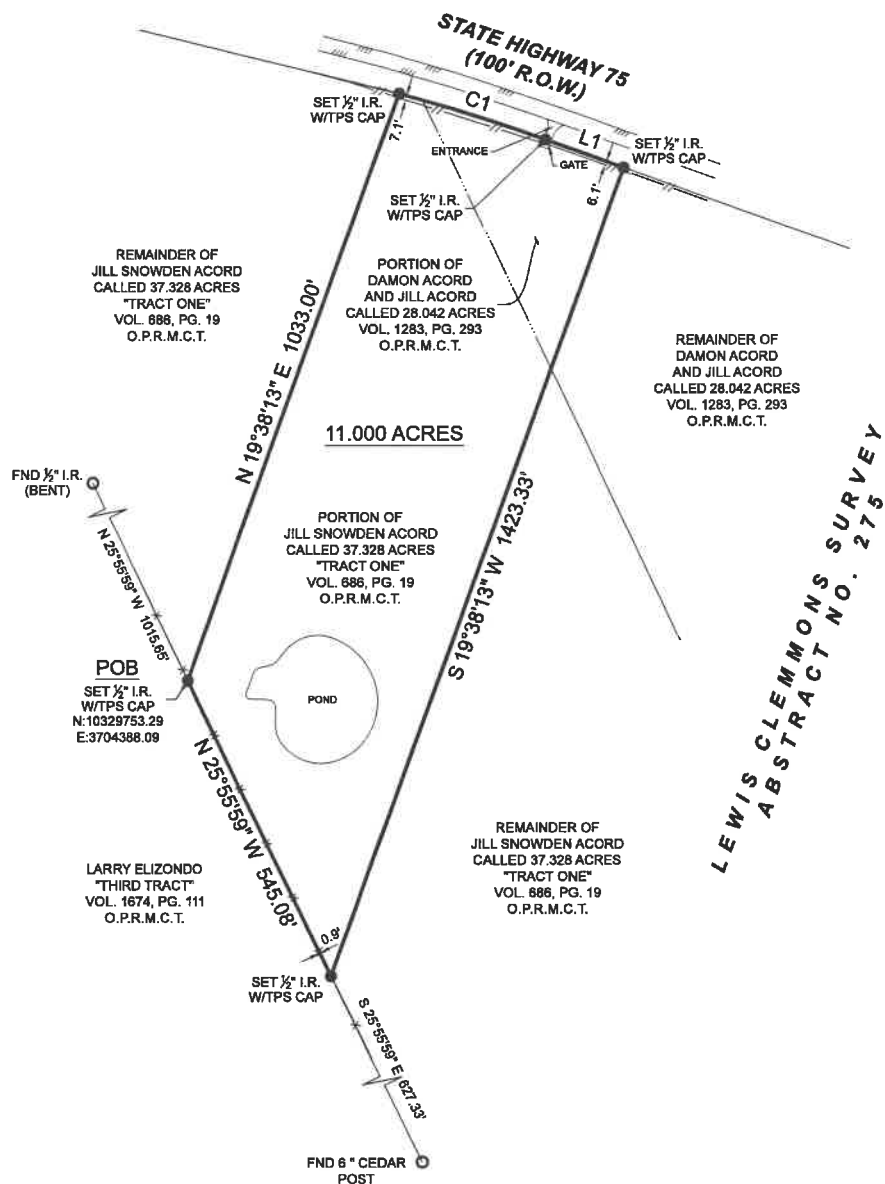 STATE HIGHWAY 75
(100' R.O.W.)
SET ½" I.R.
W/TPS CAP
C1
L1
7.1'
ENTRANCE
GATE
SET ½" I.R.
W/TPS CAP
6.1'
SET ½" I.R.
W/TPS CAP
REMAINDER OF
JILL SNOWDEN ACORD
CALLED 37.328 ACRES
"TRACT ONE"
VOL. 686, PG. 19
O.P.R.M.C.T.
N 19°38'13" E 1033.00'
PORTION OF
DAMON ACORD
AND JILL ACORD
CALLED 28.042 ACRES
VOL. 1283, PG. 293
O.P.R.M.C.T.
REMAINDER OF
DAMON ACORD
AND JILL ACORD
CALLED 28.042 ACRES
VOL. 1283, PG. 293
O.P.R.M.C.T.
11.000 ACRES
FND ½" I.R.
(BENT)
N 25°55'59" W 1015.65'
PORTION OF
JILL SNOWDEN ACORD
CALLED 37.328 ACRES
"TRACT ONE"
VOL. 686, PG. 19
O.P.R.M.C.T.
S 19°38'13" W 1423.33'
LEWIS CLEMMONS SURVEY
ABSTRACT NO. 275
POB
SET ½" I.R.
W/TPS CAP
N:10329753.29
E:3704388.09
POND
N 25°55'59" W 545.08'
LARRY ELIZONDO
"THIRD TRACT"
VOL. 1674, PG. 111
O.P.R.M.C.T.
REMAINDER OF
JILL SNOWDEN ACORD
CALLED 37.328 ACRES
"TRACT ONE"
VOL. 686, PG. 19
O.P.R.M.C.T.
0.9'
SET ½" I.R.
W/TPS CAP
S 25°55'59" E 627.33'
FND 6 " CEDAR
POST